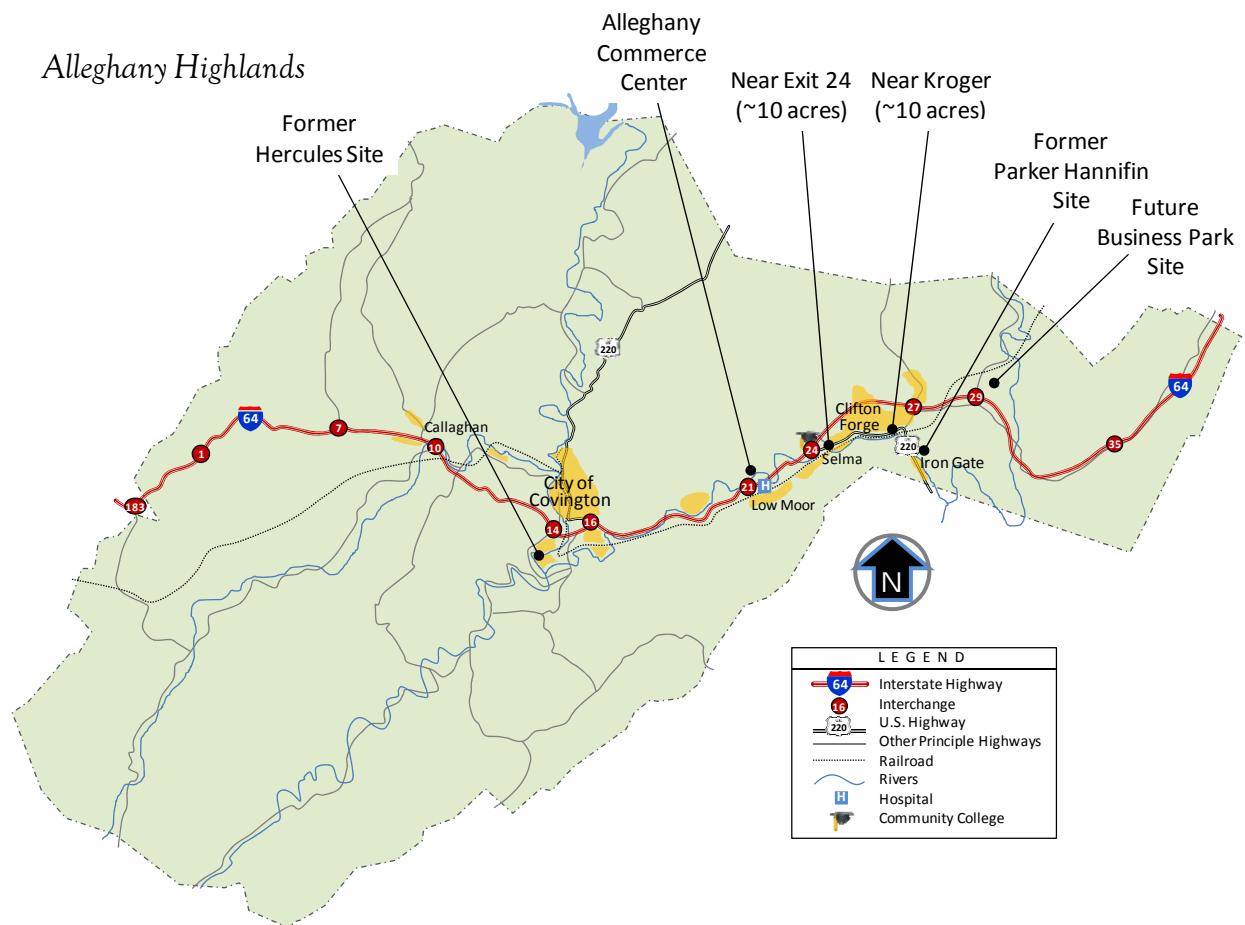 Alleghany Highlands
Alleghany
Commerce
Center
Near Exit 24
(~10 acres)
Near Kroger
(~10 acres)
Former
Hercules Site
Former
Parker Hannifin
Site
Future
Business Park
Site
220
64
64
Callaghan
1
7
10
183
City of
Covington
14
16
21
H
Low Moor
24
Selma
Clifton
Forge
27
29
220
Iron Gate
35
N
LEGEND
64 Interstate Highway
16 Interchange
220 U.S. Highway
Other Principle Highways
Railroad
Rivers
H Hospital
Community College